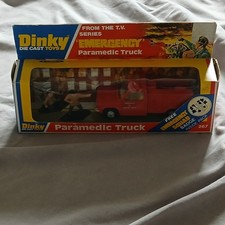 Dinky
DIE CAST TOYS
FROM THE T.V.
SERIES
EMERGENCY
Paramedic Truck
Dinky
Paramedic Truck
FREE
267